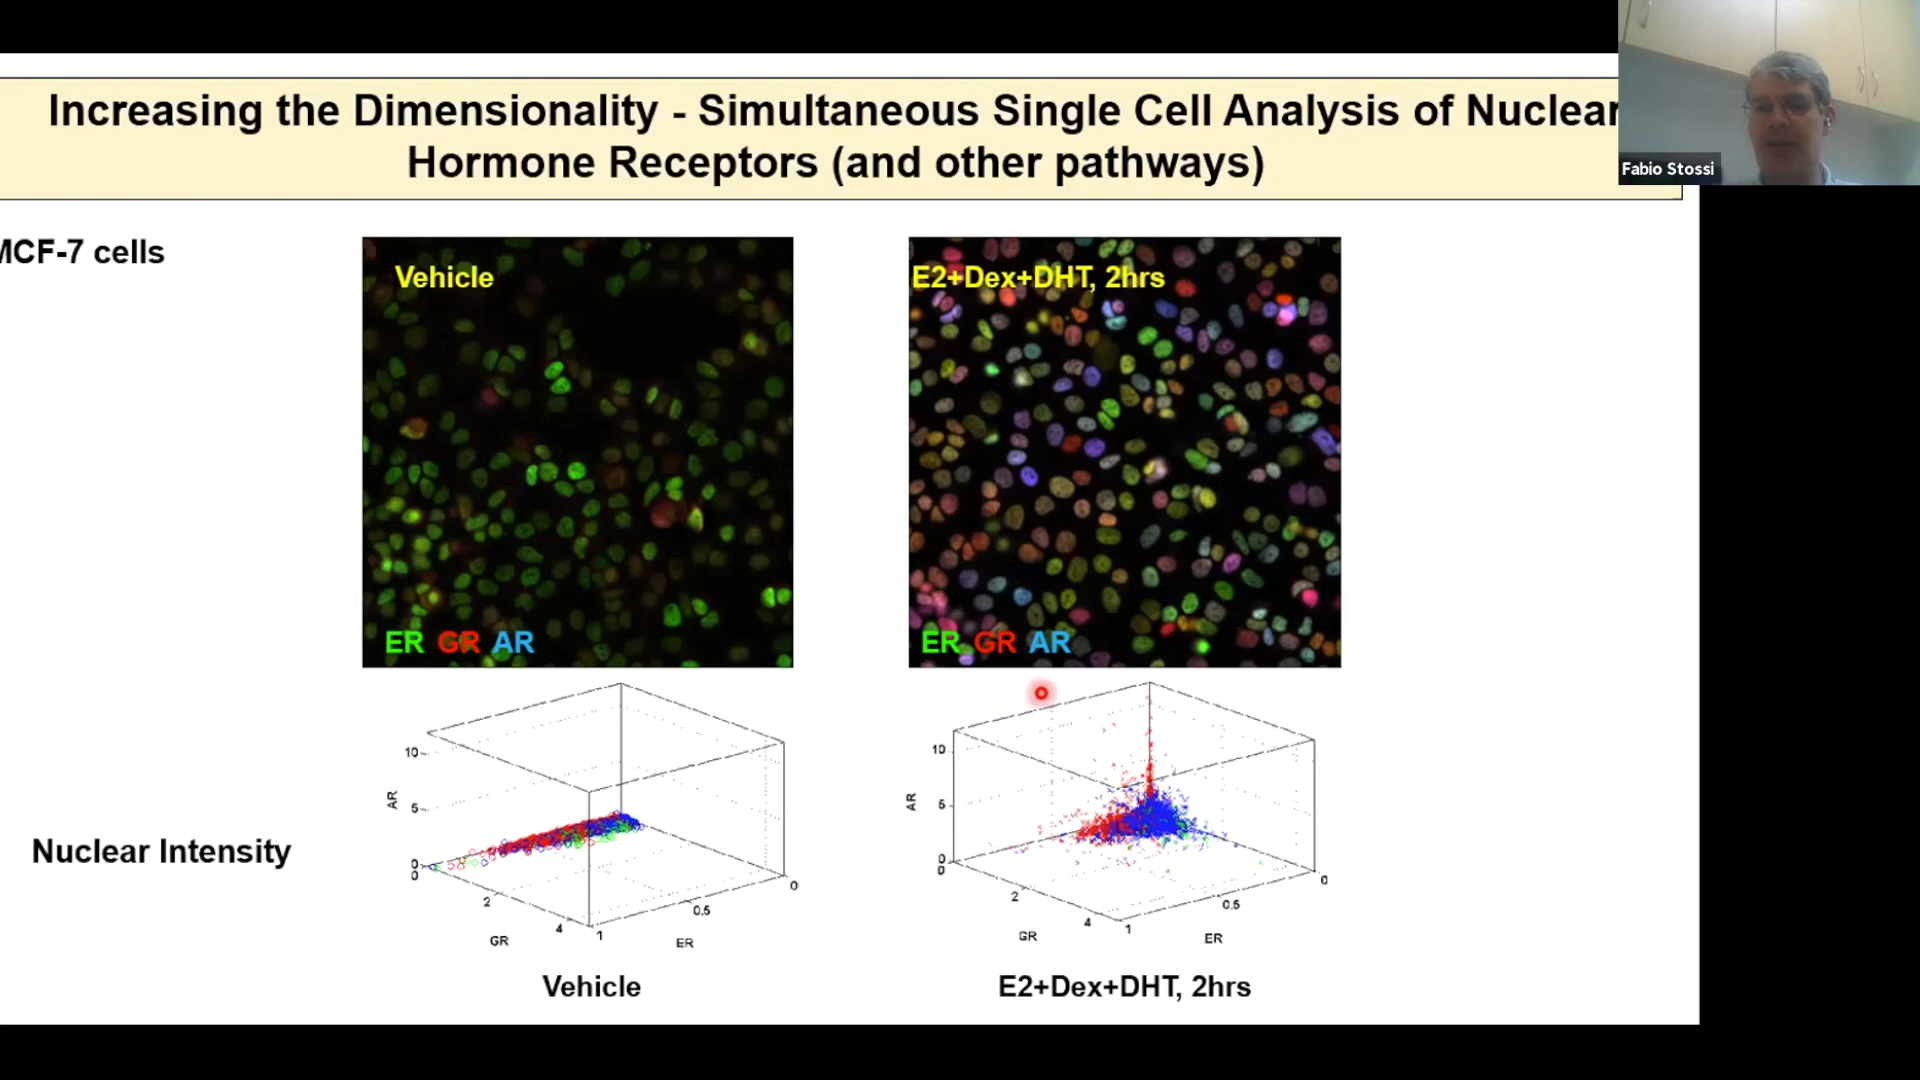 Increasing the Dimensionality - Simultaneous Single Cell Analysis of Nuclear
Hormone Receptors (and other pathways)
Fabio Stossi
MCF-7 cells
Vehicle
E2+Dex+DHT, 2hrs
ER GR AR
ER GR AR
Nuclear Intensity
10
5
0
AR
0
2
4
GR
1
0.5
0
ER
10
5
0
AR
0
2
4
GR
1
0.5
0
ER
Vehicle
E2+Dex+DHT, 2hrs